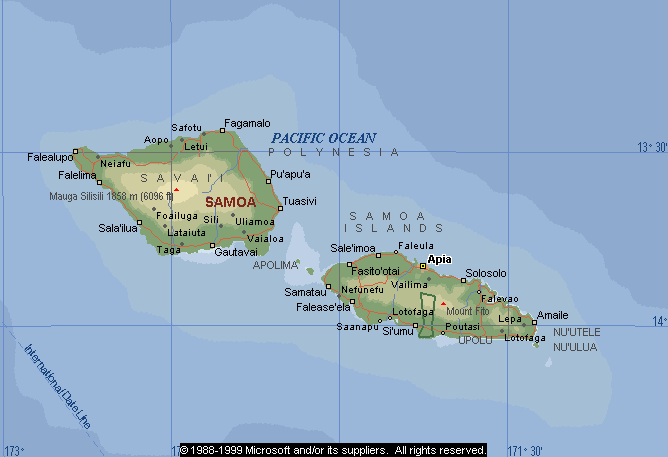 Fagamalo
Safotu
Aopo
Letui
PACIFIC OCEAN
POLYNESIA
13° 30'
Falealupo
Neiafu
Falelima
SAVAI'I
Pu'apu'a
Mauga Silisili 1858 m (6096 ft)
SAMOA
Tuasivi
Foailuga
Sili
Uliamoa
SAMOA
ISLANDS
Sala'ilua
Lataiuta
Vaialoa
Taga
Gautavai
Sale'imoa
Faleula
Apia
APOLIMA
Fasito'otai
Solosolo
Samatau
Nefunefu
Vailima
Falevao
Falease'ela
Mount Fito
Lotofaga
Lepa
Amaile
Saanapu
Si'umu
Poutasi
14°
NU'UTELE
UPOLU
Lotofaga
NU'ULUA
International Date Line
173°
171° 30'
© 1988-1999 Microsoft and/or its suppliers. All rights reserved.